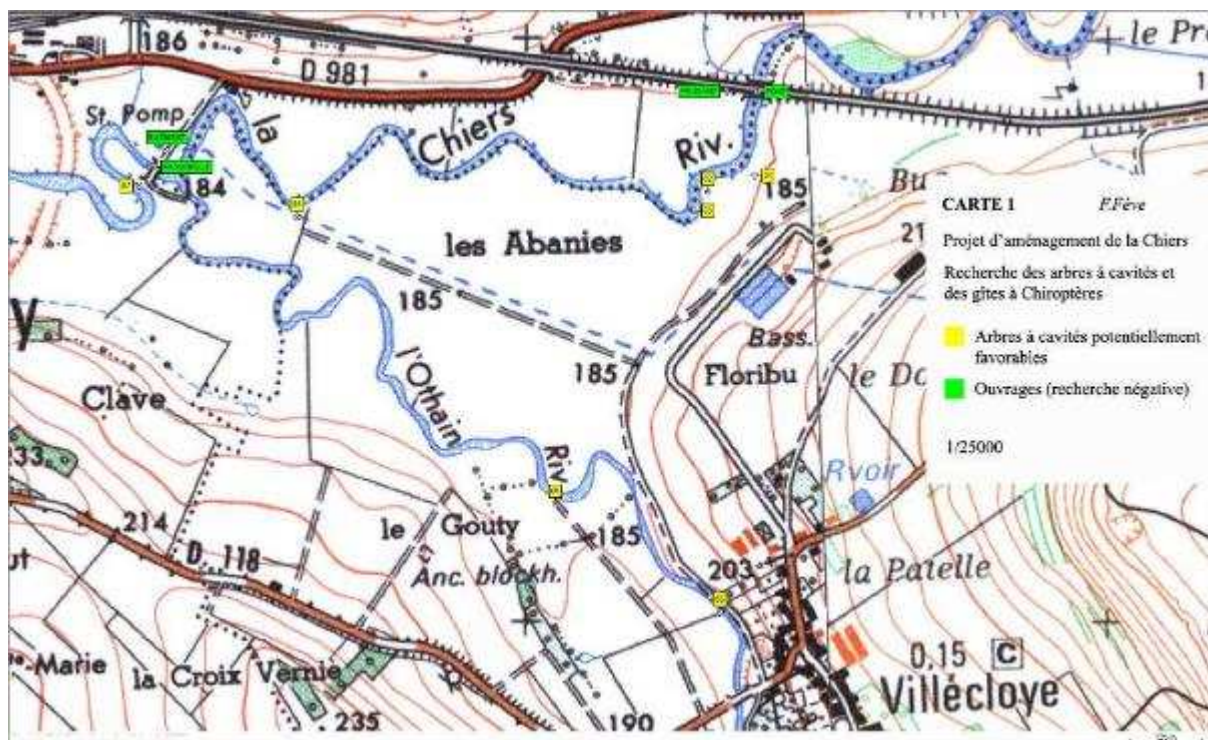 186
D 981
le Pr
St. Pomp.
la
Chiers
Riv.
184
185
Bu
les Abanies
CARTE 1 F.Fève
Projet d'aménagement de la Chiers
Recherche des arbres à cavités et
des gîtes à Chiroptères
Arbres à cavités potentiellement
favorables
Ouvrages (recherche négative)
1/25000
21
185
Bass.
185
Floribu
le Do
y
Clave
l'Othain
Riv
33
214
D 118
le Gouty
185
Anc. blockh.
Rvoir
203
la Patelle
ut
Marie
la Croix Vernie
235
190
0.15 C
Villécloye